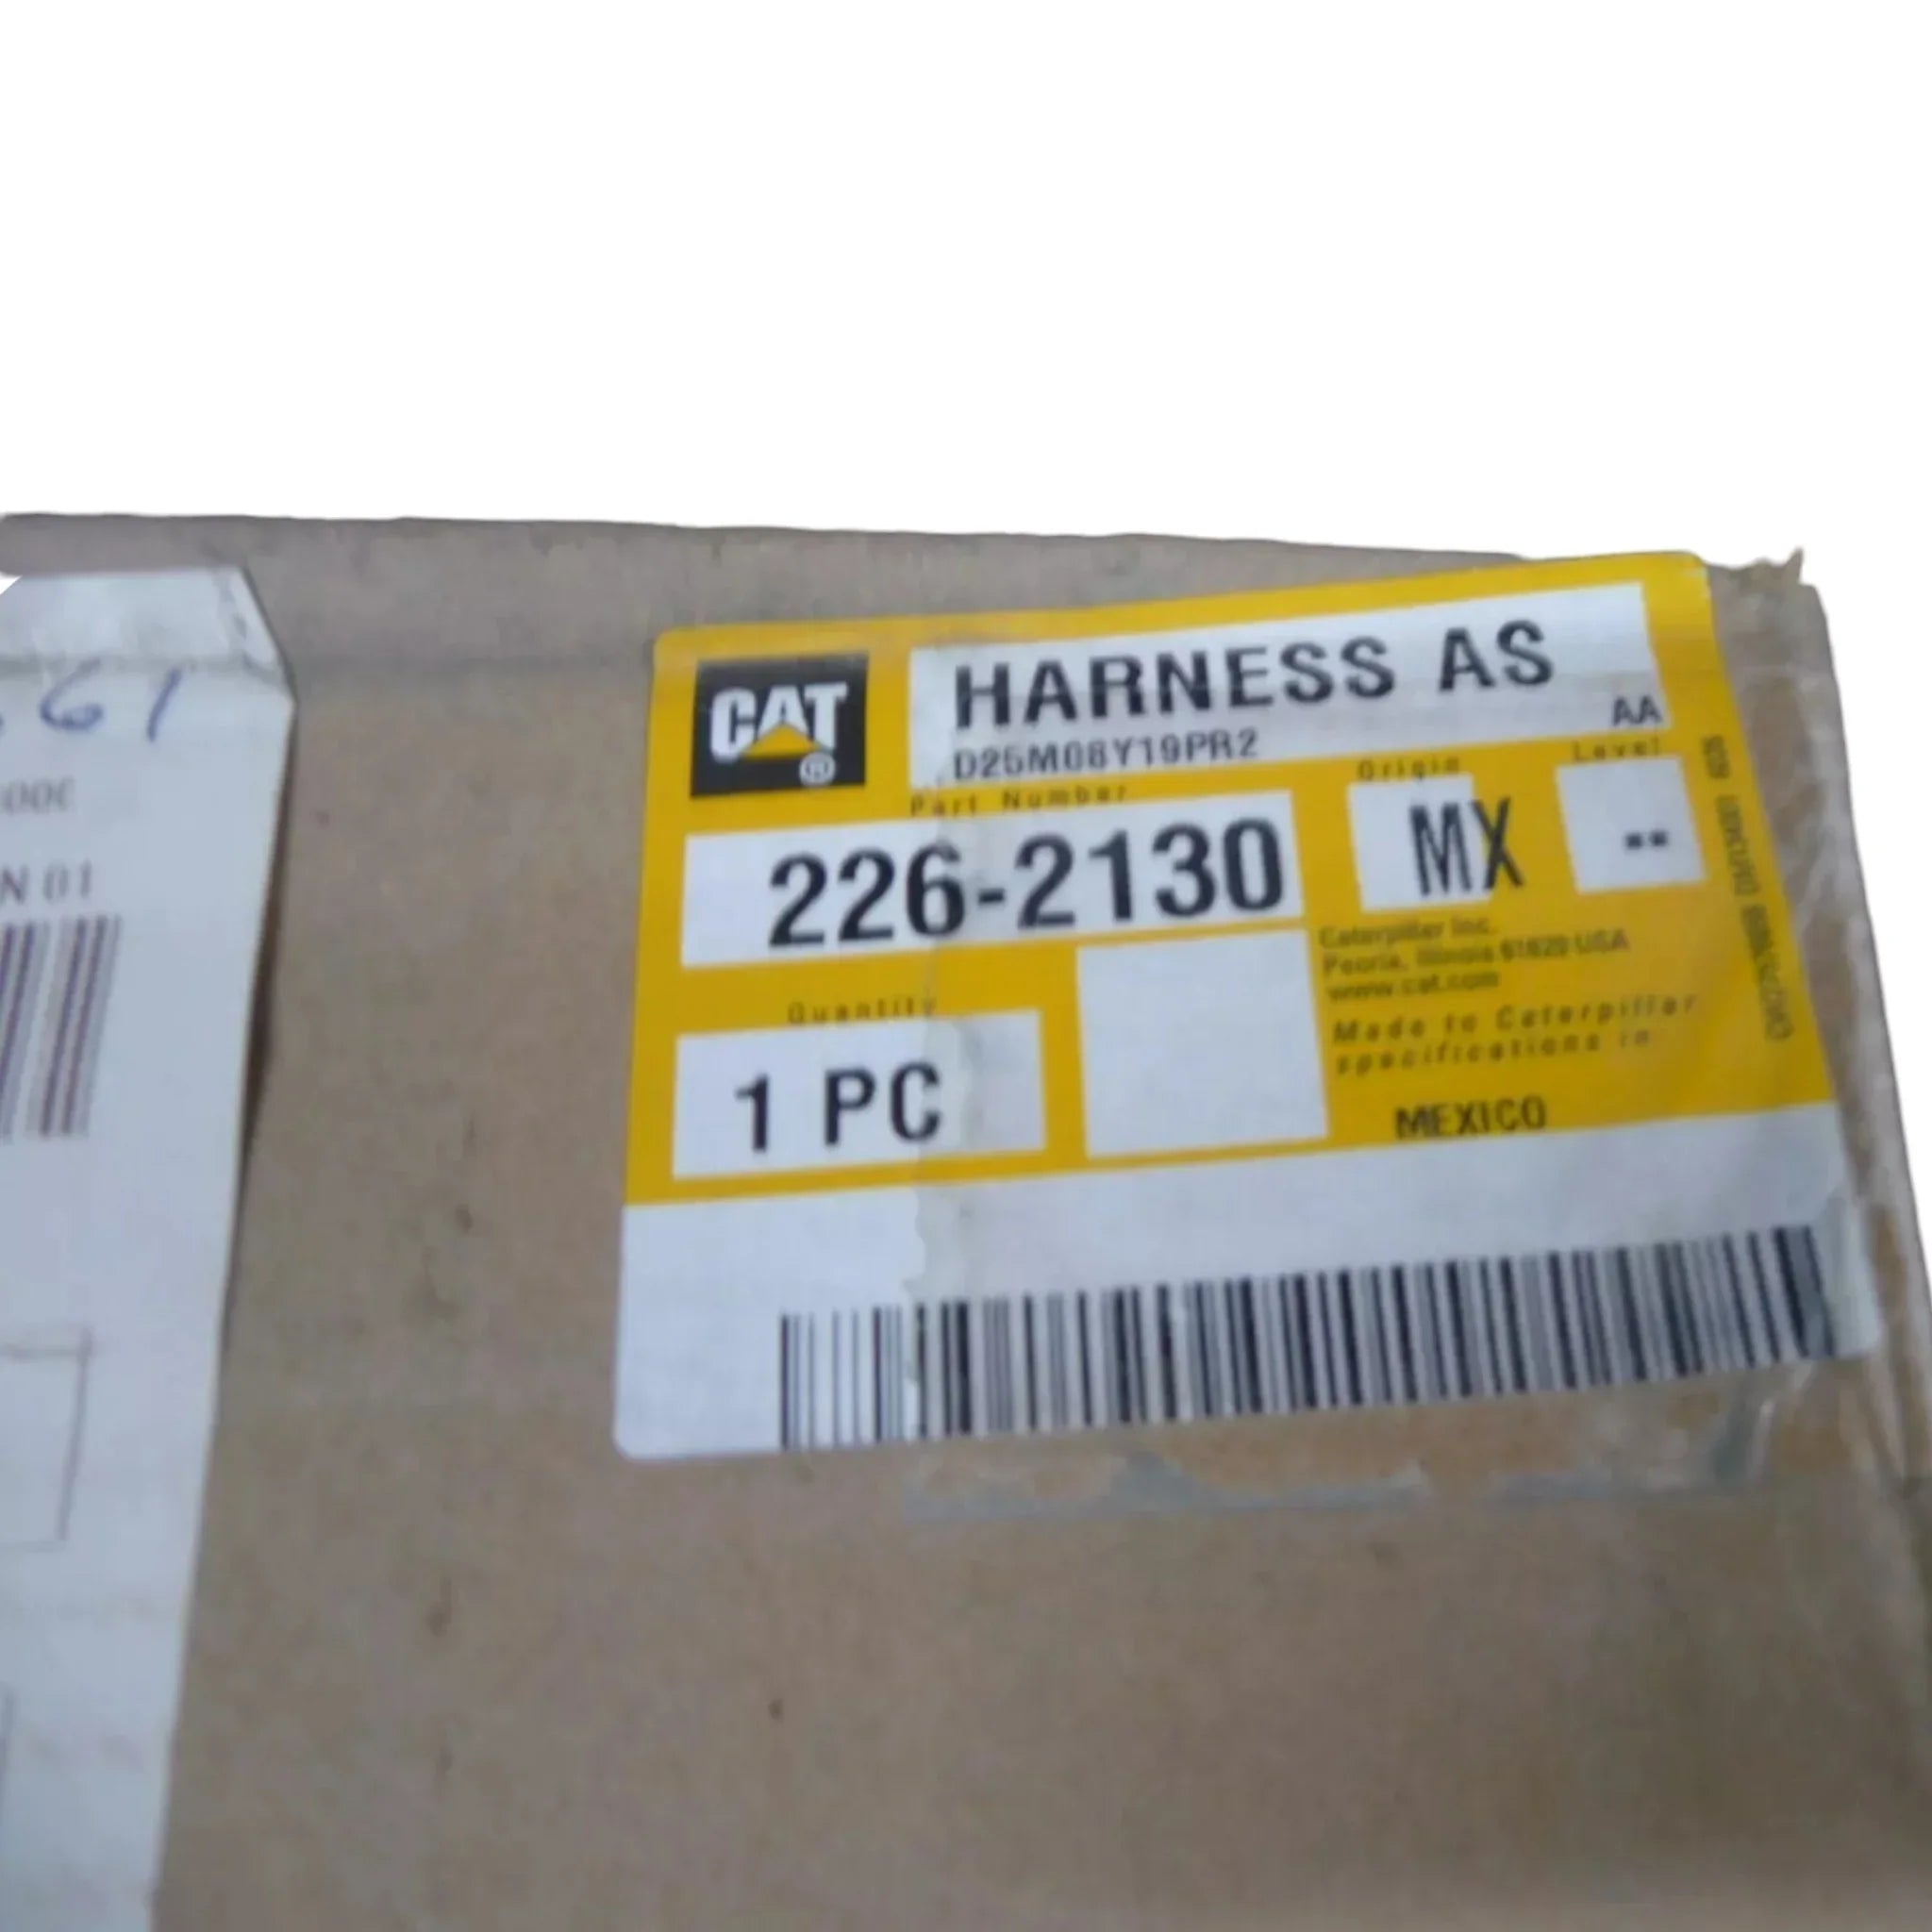 61
N 01
CAT
®
HARNESS AS
D25M08Y19PR2
AA
Part Number
Origin
Level
226-2130
MX
--
Caterpillar Inc.
Peoria, Illinois 61629 USA
www.cat.com
Quantity
1 PC
Made to Caterpillar
specifications in
MEXICO